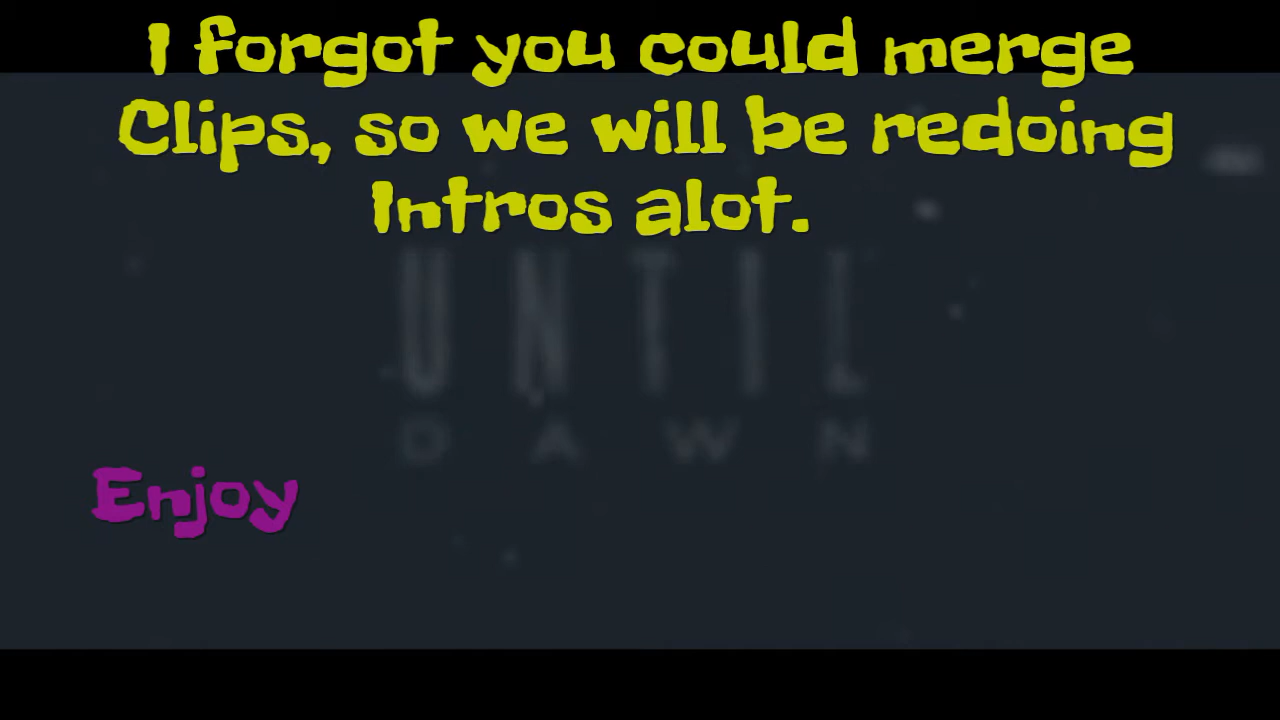 I forgot you could merge
Clips, so we will be redoing
Intros alot.
UNTIL
DAWN
Enjoy